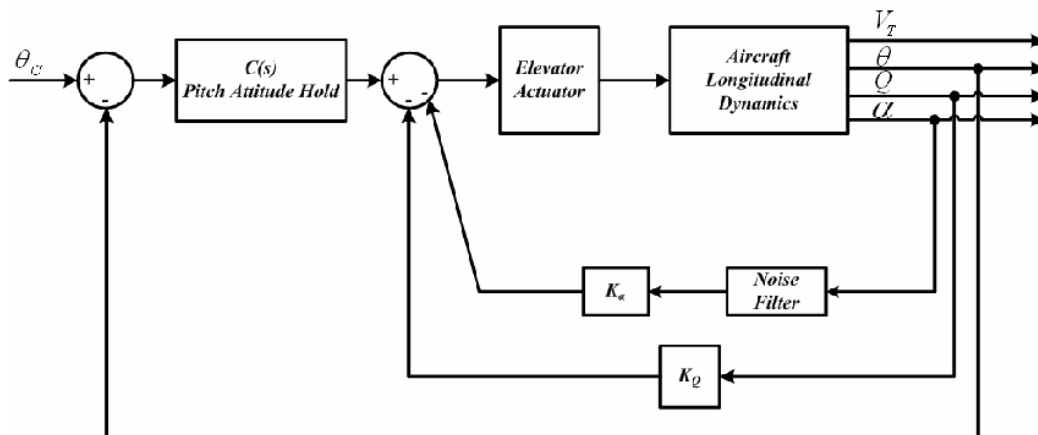 θ_c
+
-
C(s)
Pitch Attitude Hold
+
-
-
Elevator
Actuator
Aircraft
Longitudinal
Dynamics
V_T
θ
Q
α
K_α
Noise
Filter
K_Q